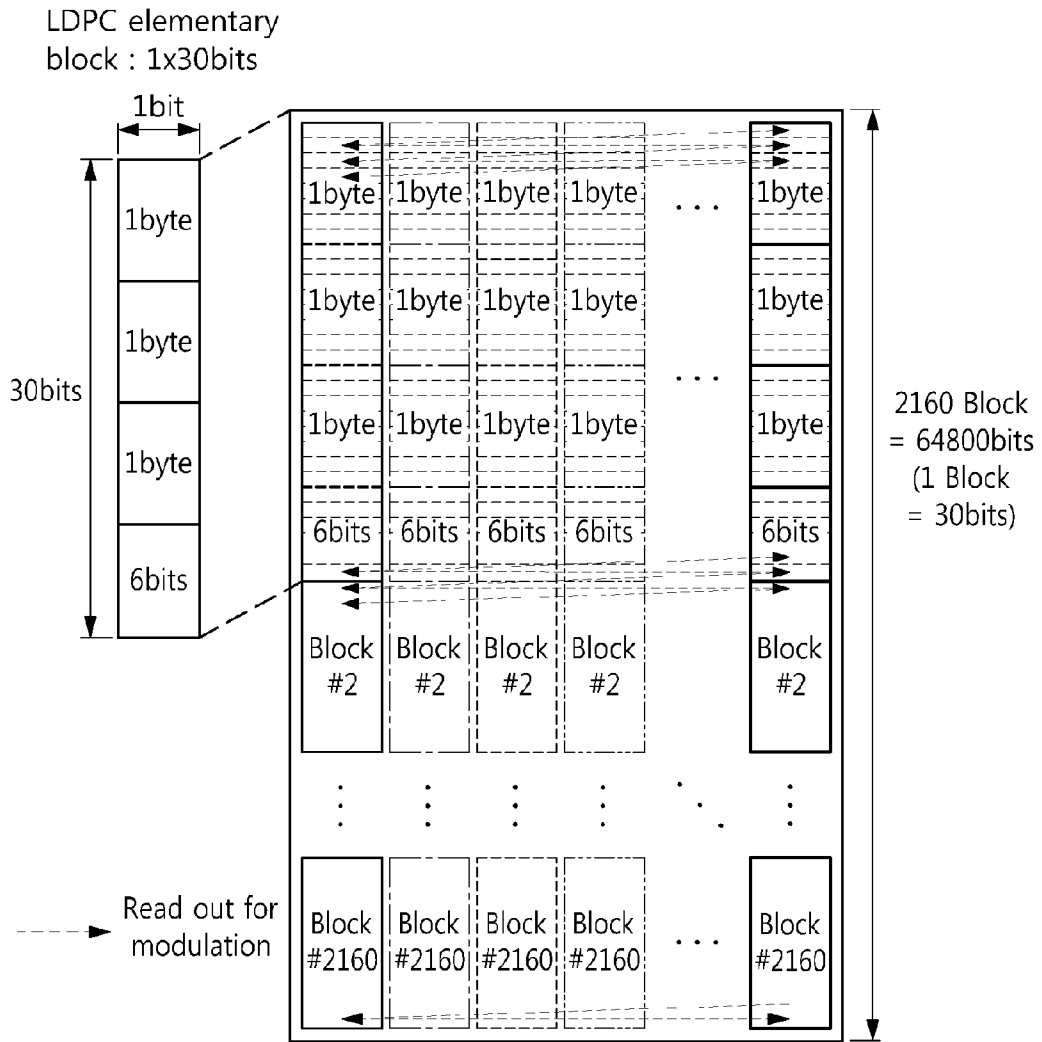 LDPC elementary
block : 1x30bits
1bit
30bits
1byte
1byte
1byte
6bits
1byte 1byte 1byte 1byte ... 1byte
1byte 1byte 1byte 1byte 1byte
... 
1byte 1byte 1byte 1byte 1byte
6bits 6bits 6bits 6bits 6bits
Block Block Block Block Block
#2 #2 #2 #2 #2
2160 Block
= 64800bits
(1 Block
= 30bits)
Block Block Block Block ... Block
#2160 #2160 #2160 #2160 #2160
Read out for
modulation